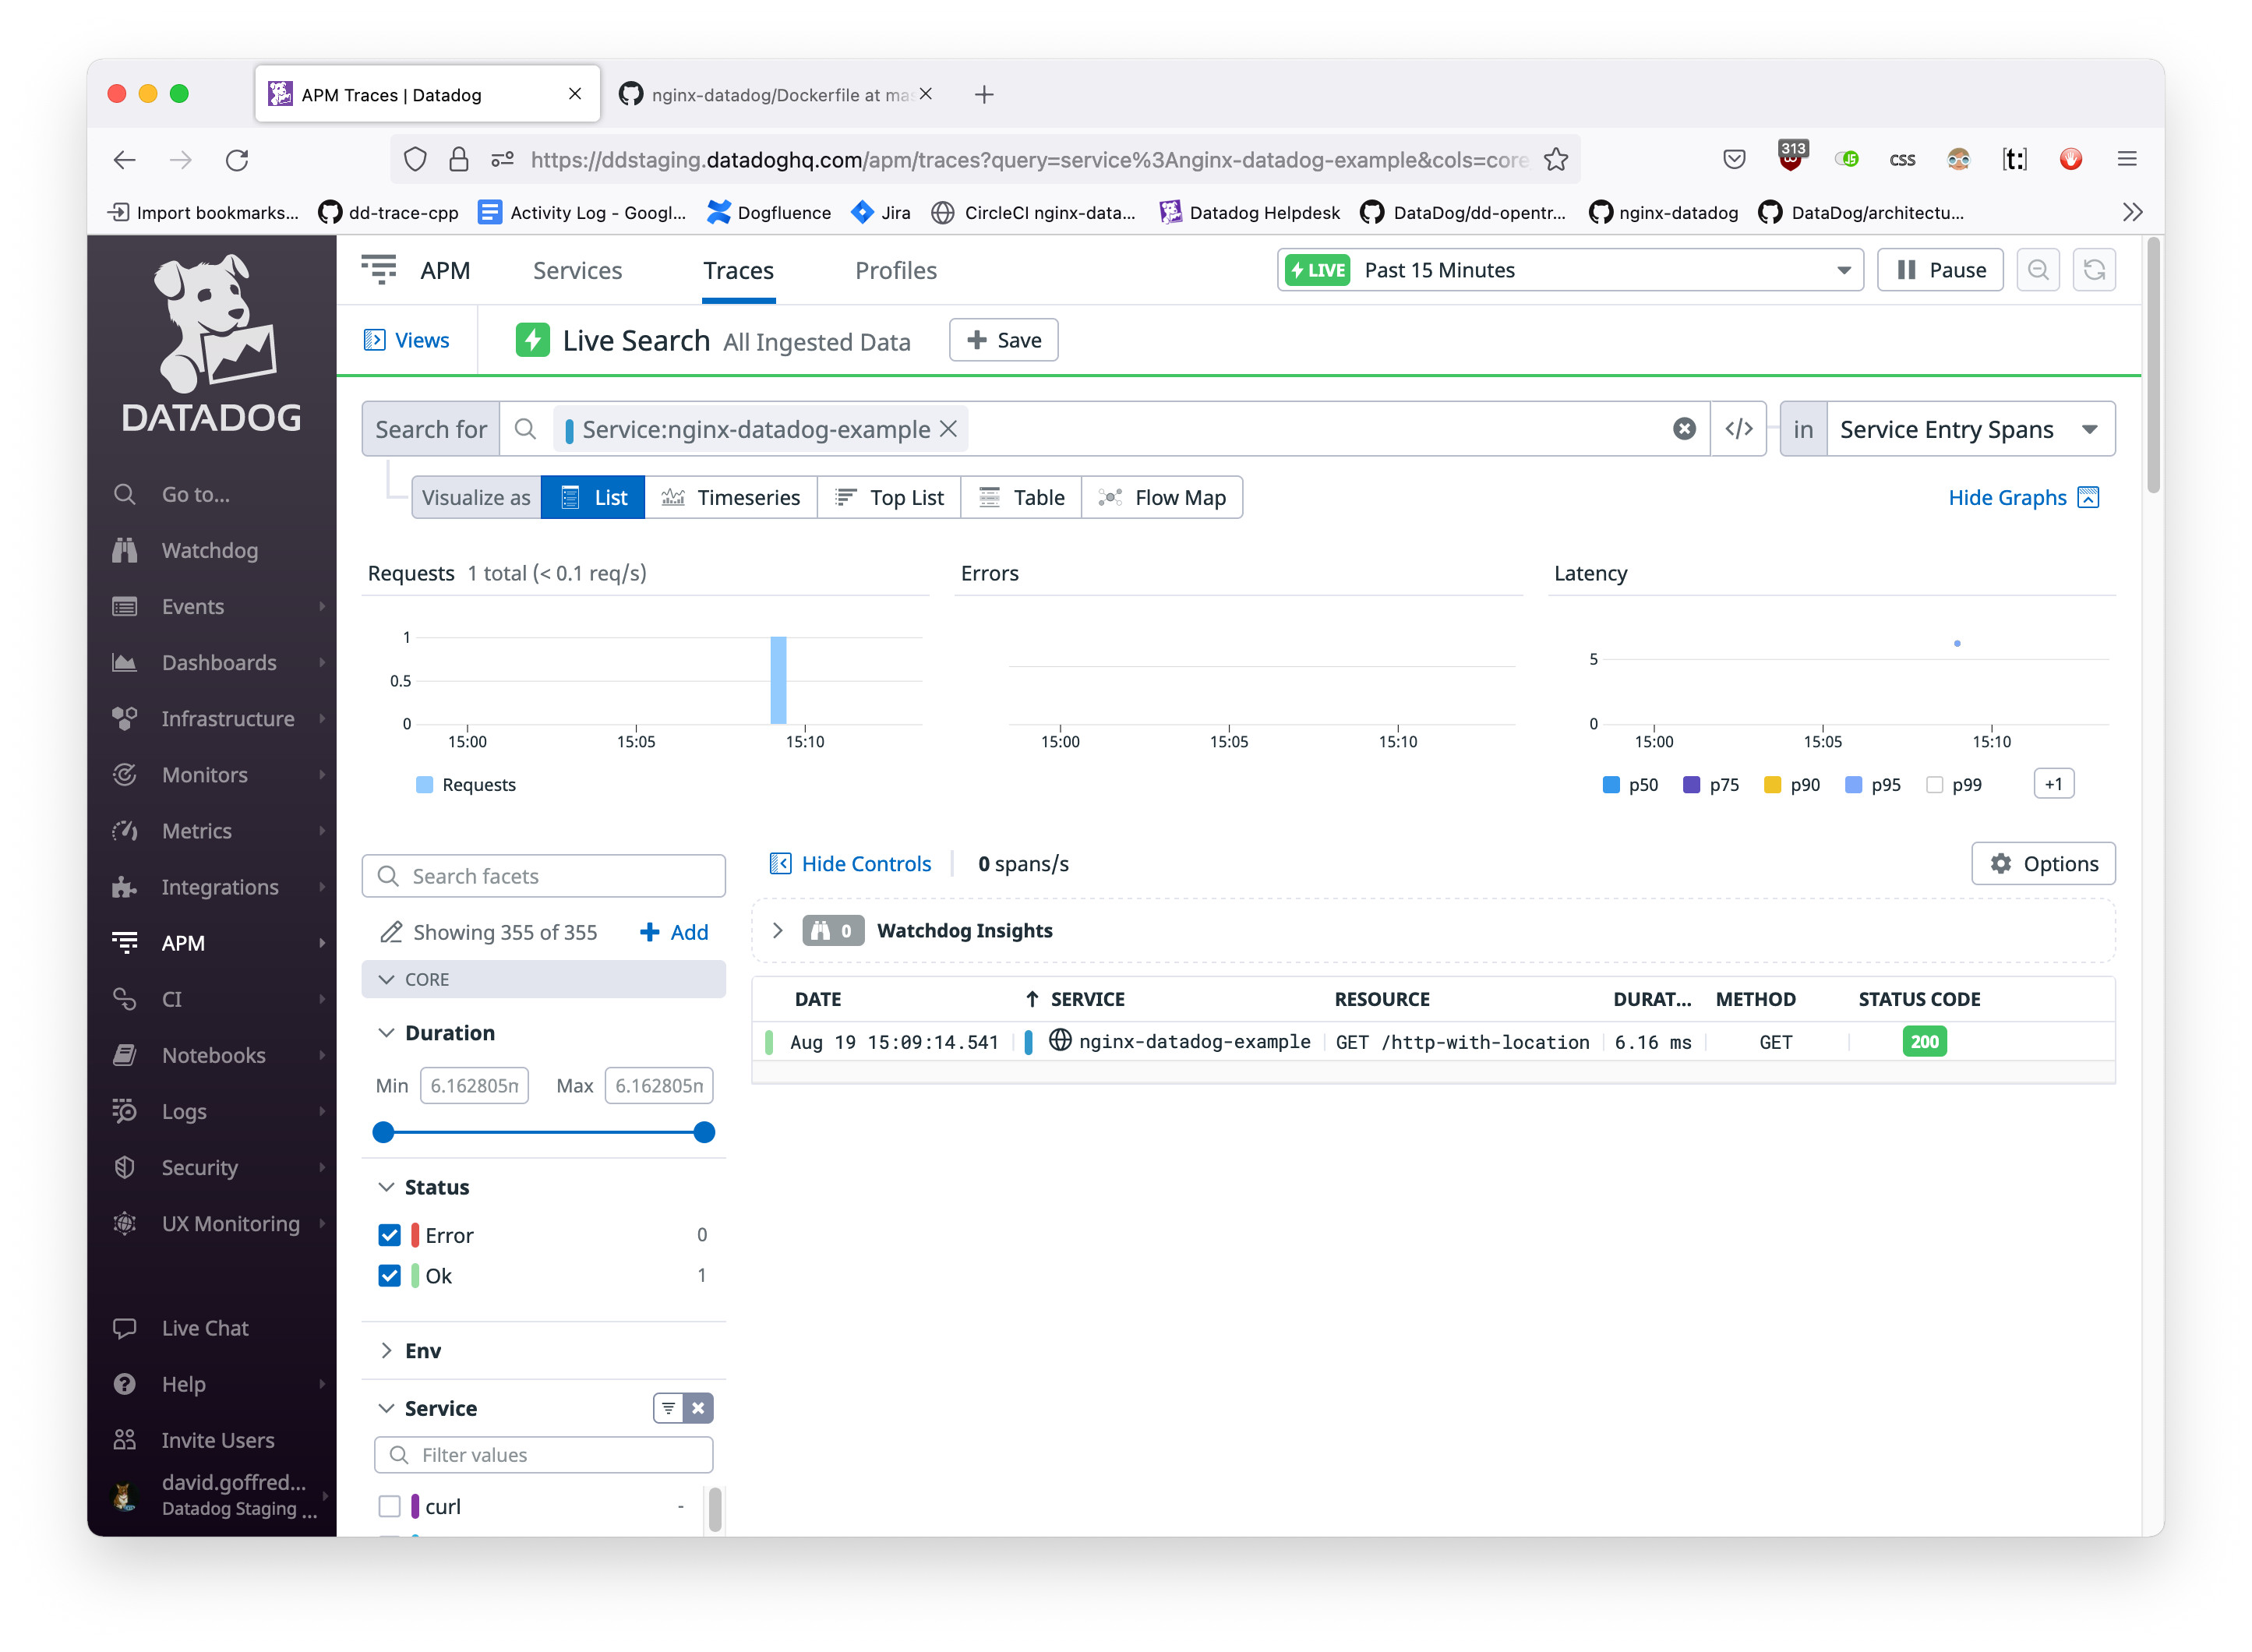 APM Traces | Datadog
nginx-datadog/Dockerfile at mas
https://ddstaging.datadoghq.com/apm/traces?query=service%3Anginx-datadog-example&cols=core
313
JS
CSS
[t:]
Import bookmarks...
dd-trace-cpp
Activity Log - Googl...
Dogfluence
Jira
CircleCI nginx-data...
Datadog Helpdesk
DataDog/dd-opentr...
nginx-datadog
DataDog/architectu...
DATADOG
Go to...
Watchdog
Events
Dashboards
Infrastructure
Monitors
Metrics
Integrations
APM
CI
Notebooks
Logs
Security
UX Monitoring
Live Chat
Help
Invite Users
david.goffred...
Datadog Staging ...
APM
Services
Traces
Profiles
LIVE
Past 15 Minutes
Pause
Views
Live Search All Ingested Data
Save
Search for
Service:nginx-datadog-example
</>
in
Service Entry Spans
Visualize as
List
Timeseries
Top List
Table
Flow Map
Hide Graphs
Requests 1 total (< 0.1 req/s)
1
0.5
0
15:00
15:05
15:10
Requests
Errors
15:00
15:05
15:10
Latency
5
0
15:00
15:05
15:10
p50
p75
p90
p95
p99
+1
Search facets
Showing 355 of 355
Add
CORE
Duration
Min
6.162805m
Max
6.162805m
Status
Error
0
Ok
1
Env
Service
Filter values
curl
-
Hide Controls
0 spans/s
Options
0
Watchdog Insights
DATE
SERVICE
RESOURCE
DURAT...
METHOD
STATUS CODE
Aug 19 15:09:14.541
nginx-datadog-example
GET /http-with-location
6.16 ms
GET
200